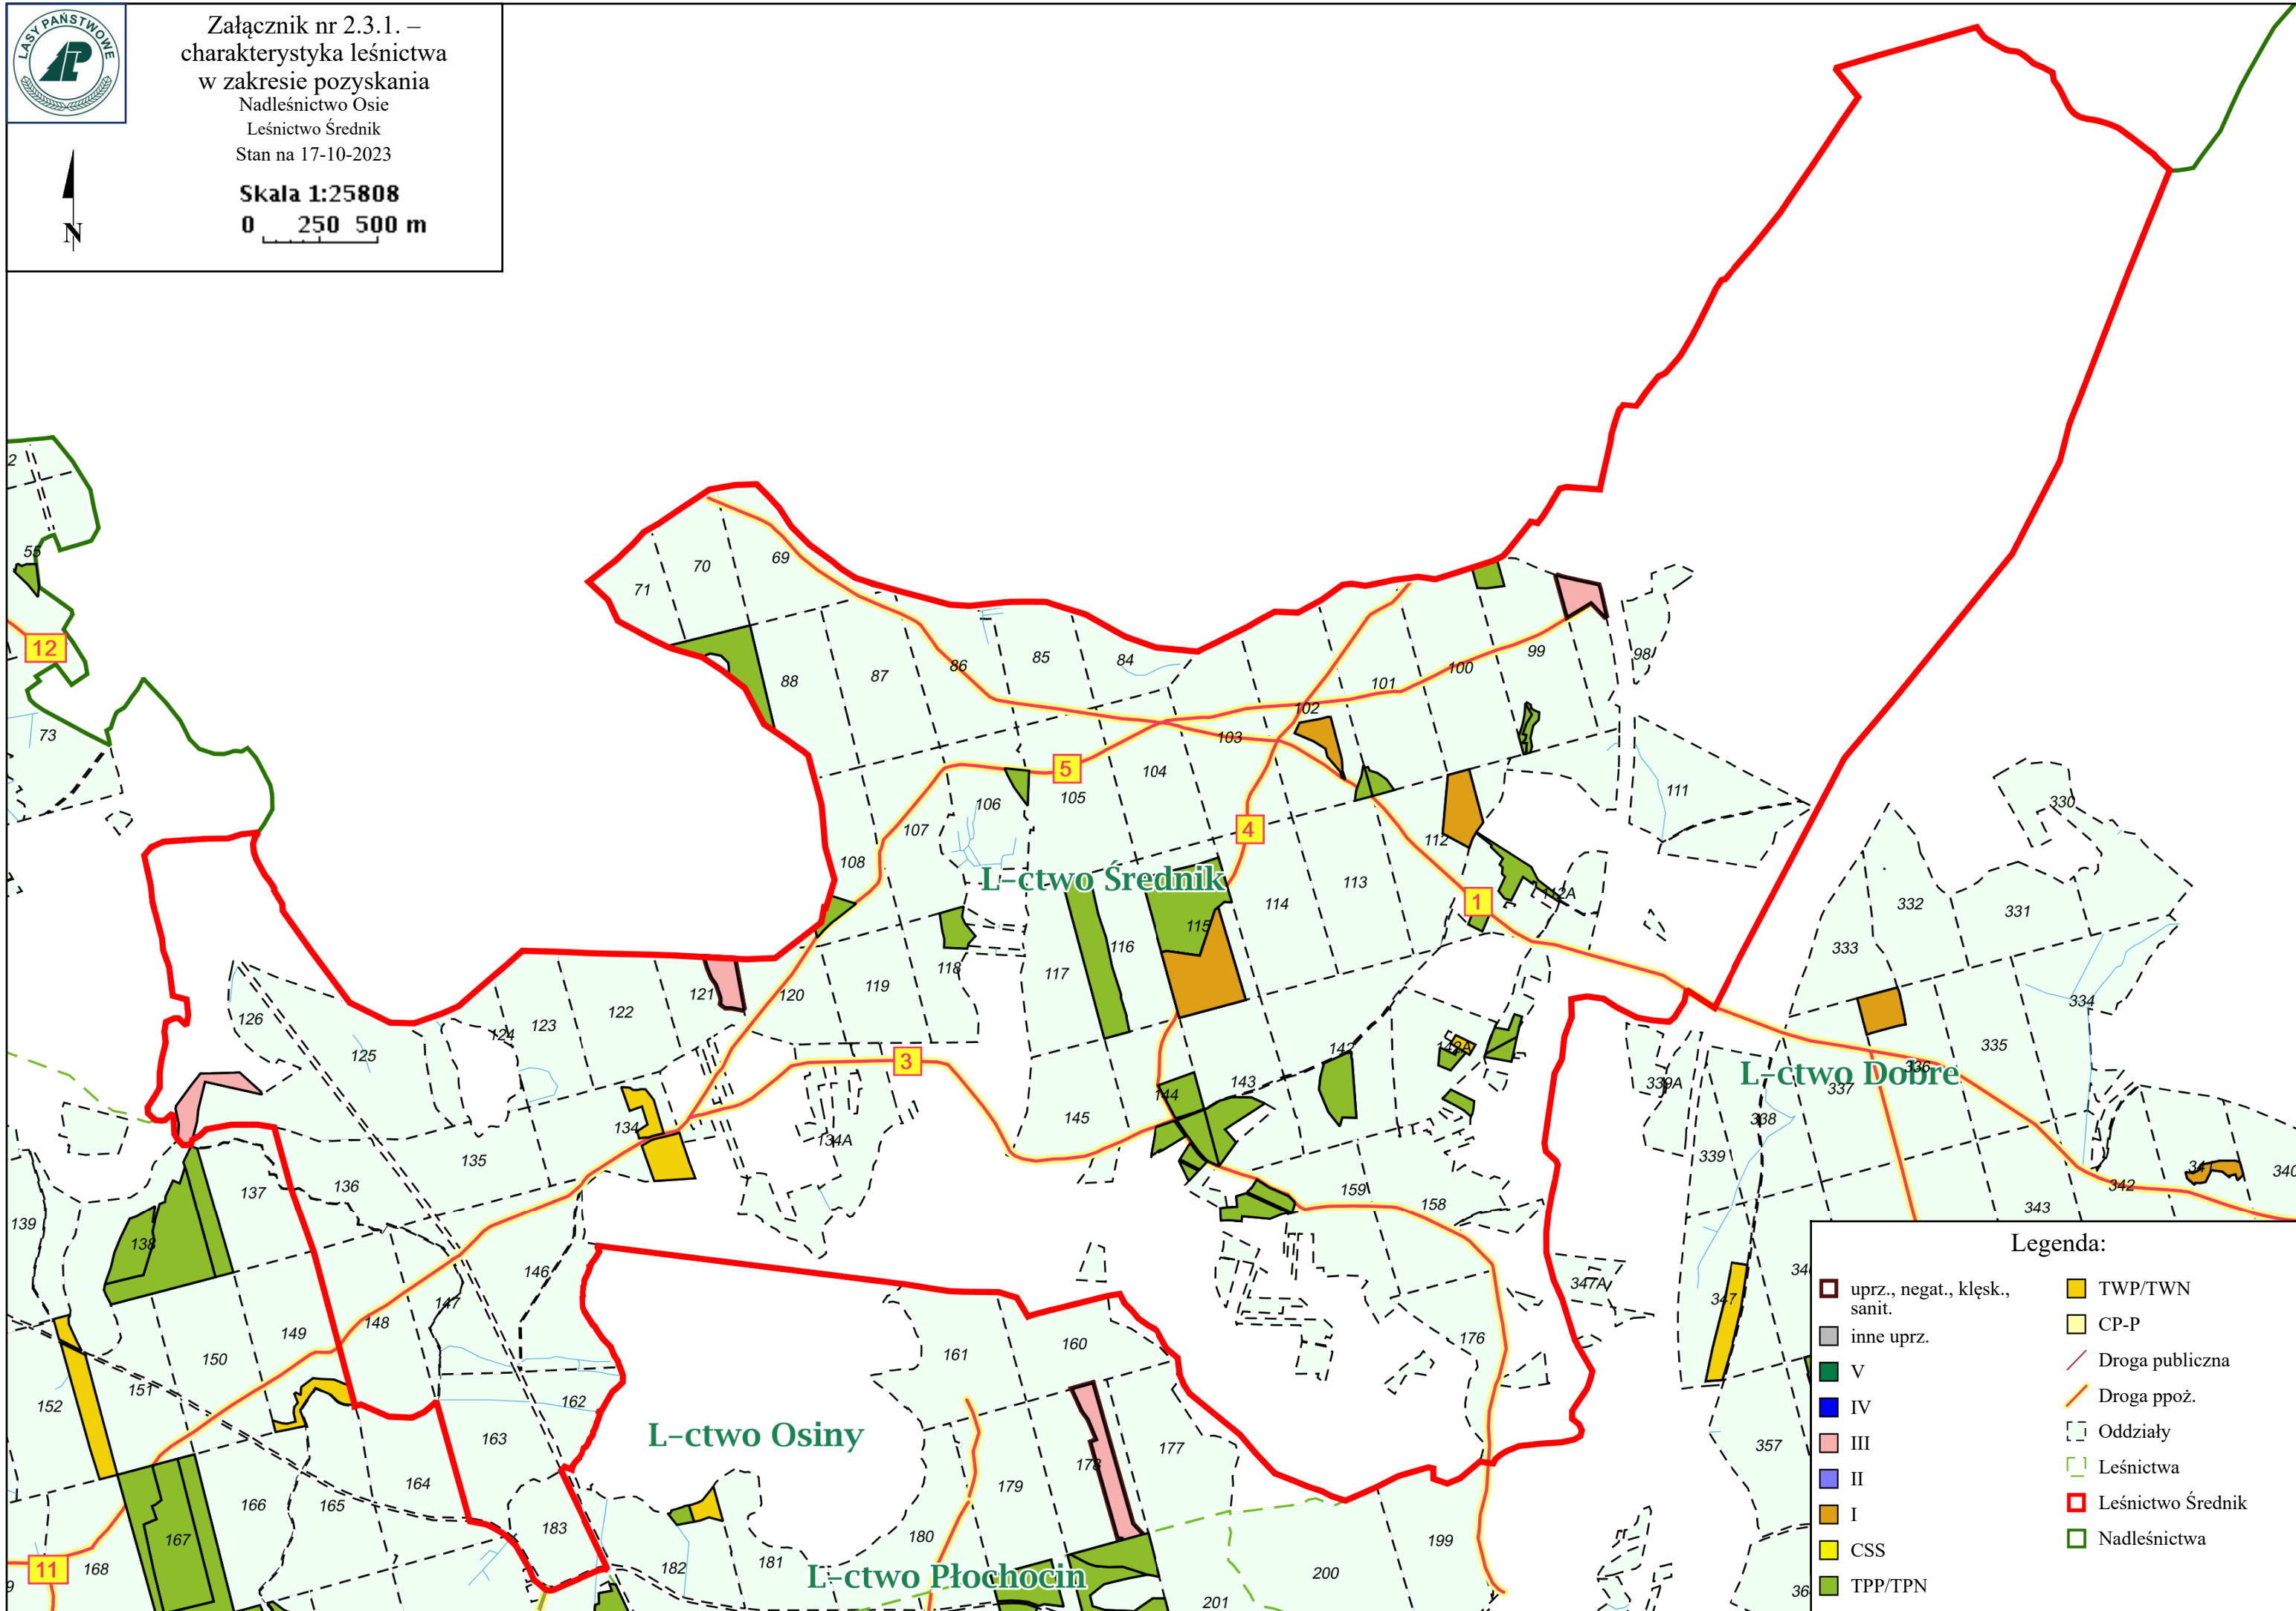 LASY PAŃSTWOWE
Załącznik nr 2.3.1. –
charakterystyka leśnictwa
w zakresie pozyskania
Nadleśnictwo Osie
Leśnictwo Średnik
Stan na 17-10-2023
Skala 1:25808
0 250 500 m
N
2
55
12
73
71
70
69
88
87
86
85
84
98
99
100
101
102
103
104
5
105
106
107
108
4
111
112
113
114
115
116
117
118
119
120
121
122
123
124
125
126
L-ctwo Średnik
1
3
330
331
332
333
334
335
336
337
338
339A
339
340
342
343
L-ctwo Dobre
134
134A
135
136
137
138
139
142
143
144
145
146
147
148
149
150
151
152
158
159
160
161
162
163
164
165
166
167
168
11
9
176
177
178
179
180
181
182
183
199
200
201
347A
347
357
L-ctwo Osiny
L-ctwo Płochocin
Legenda:
uprz., negat., klęsk.,
sanit.
inne uprz.
V
IV
III
II
I
CSS
TPP/TPN
TWP/TWN
CP-P
Droga publiczna
Droga ppoż.
Oddziały
Leśnictwa
Leśnictwo Średnik
Nadleśnictwa